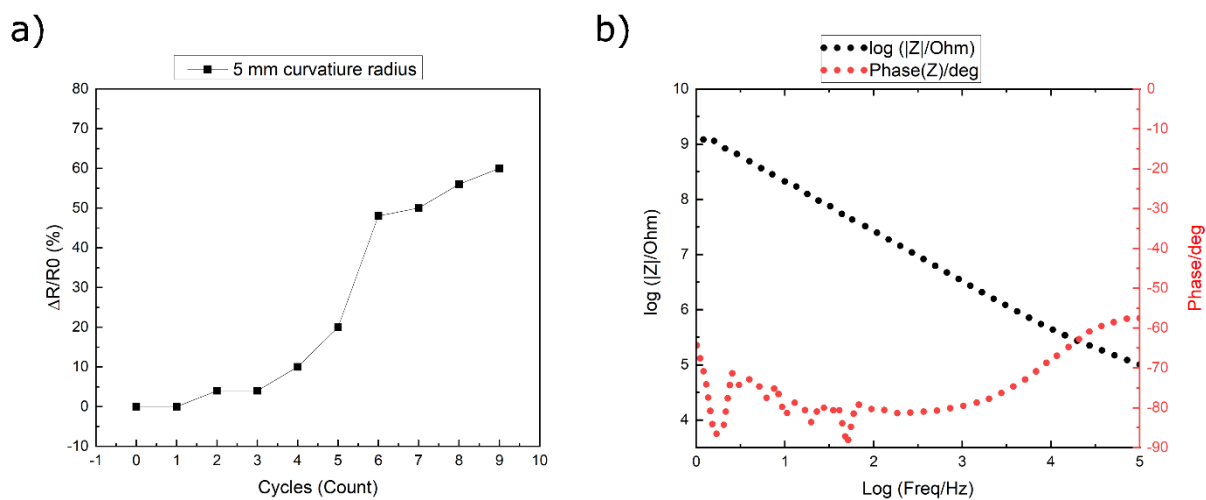 a)
5 mm curvatiure radius
80
70
60
50
40
30
20
10
0
-10
ΔR/R0 (%)
-1 0 1 2 3 4 5 6 7 8 9 10
Cycles (Count)
b)
log (|Z|/Ohm)
Phase(Z)/deg
10
9
8
7
6
5
4
log (|Z|/Ohm)
0
-10
-20
-30
-40
-50
-60
-70
-80
-90
Phase/deg
0 1 2 3 4 5
Log (Freq/Hz)